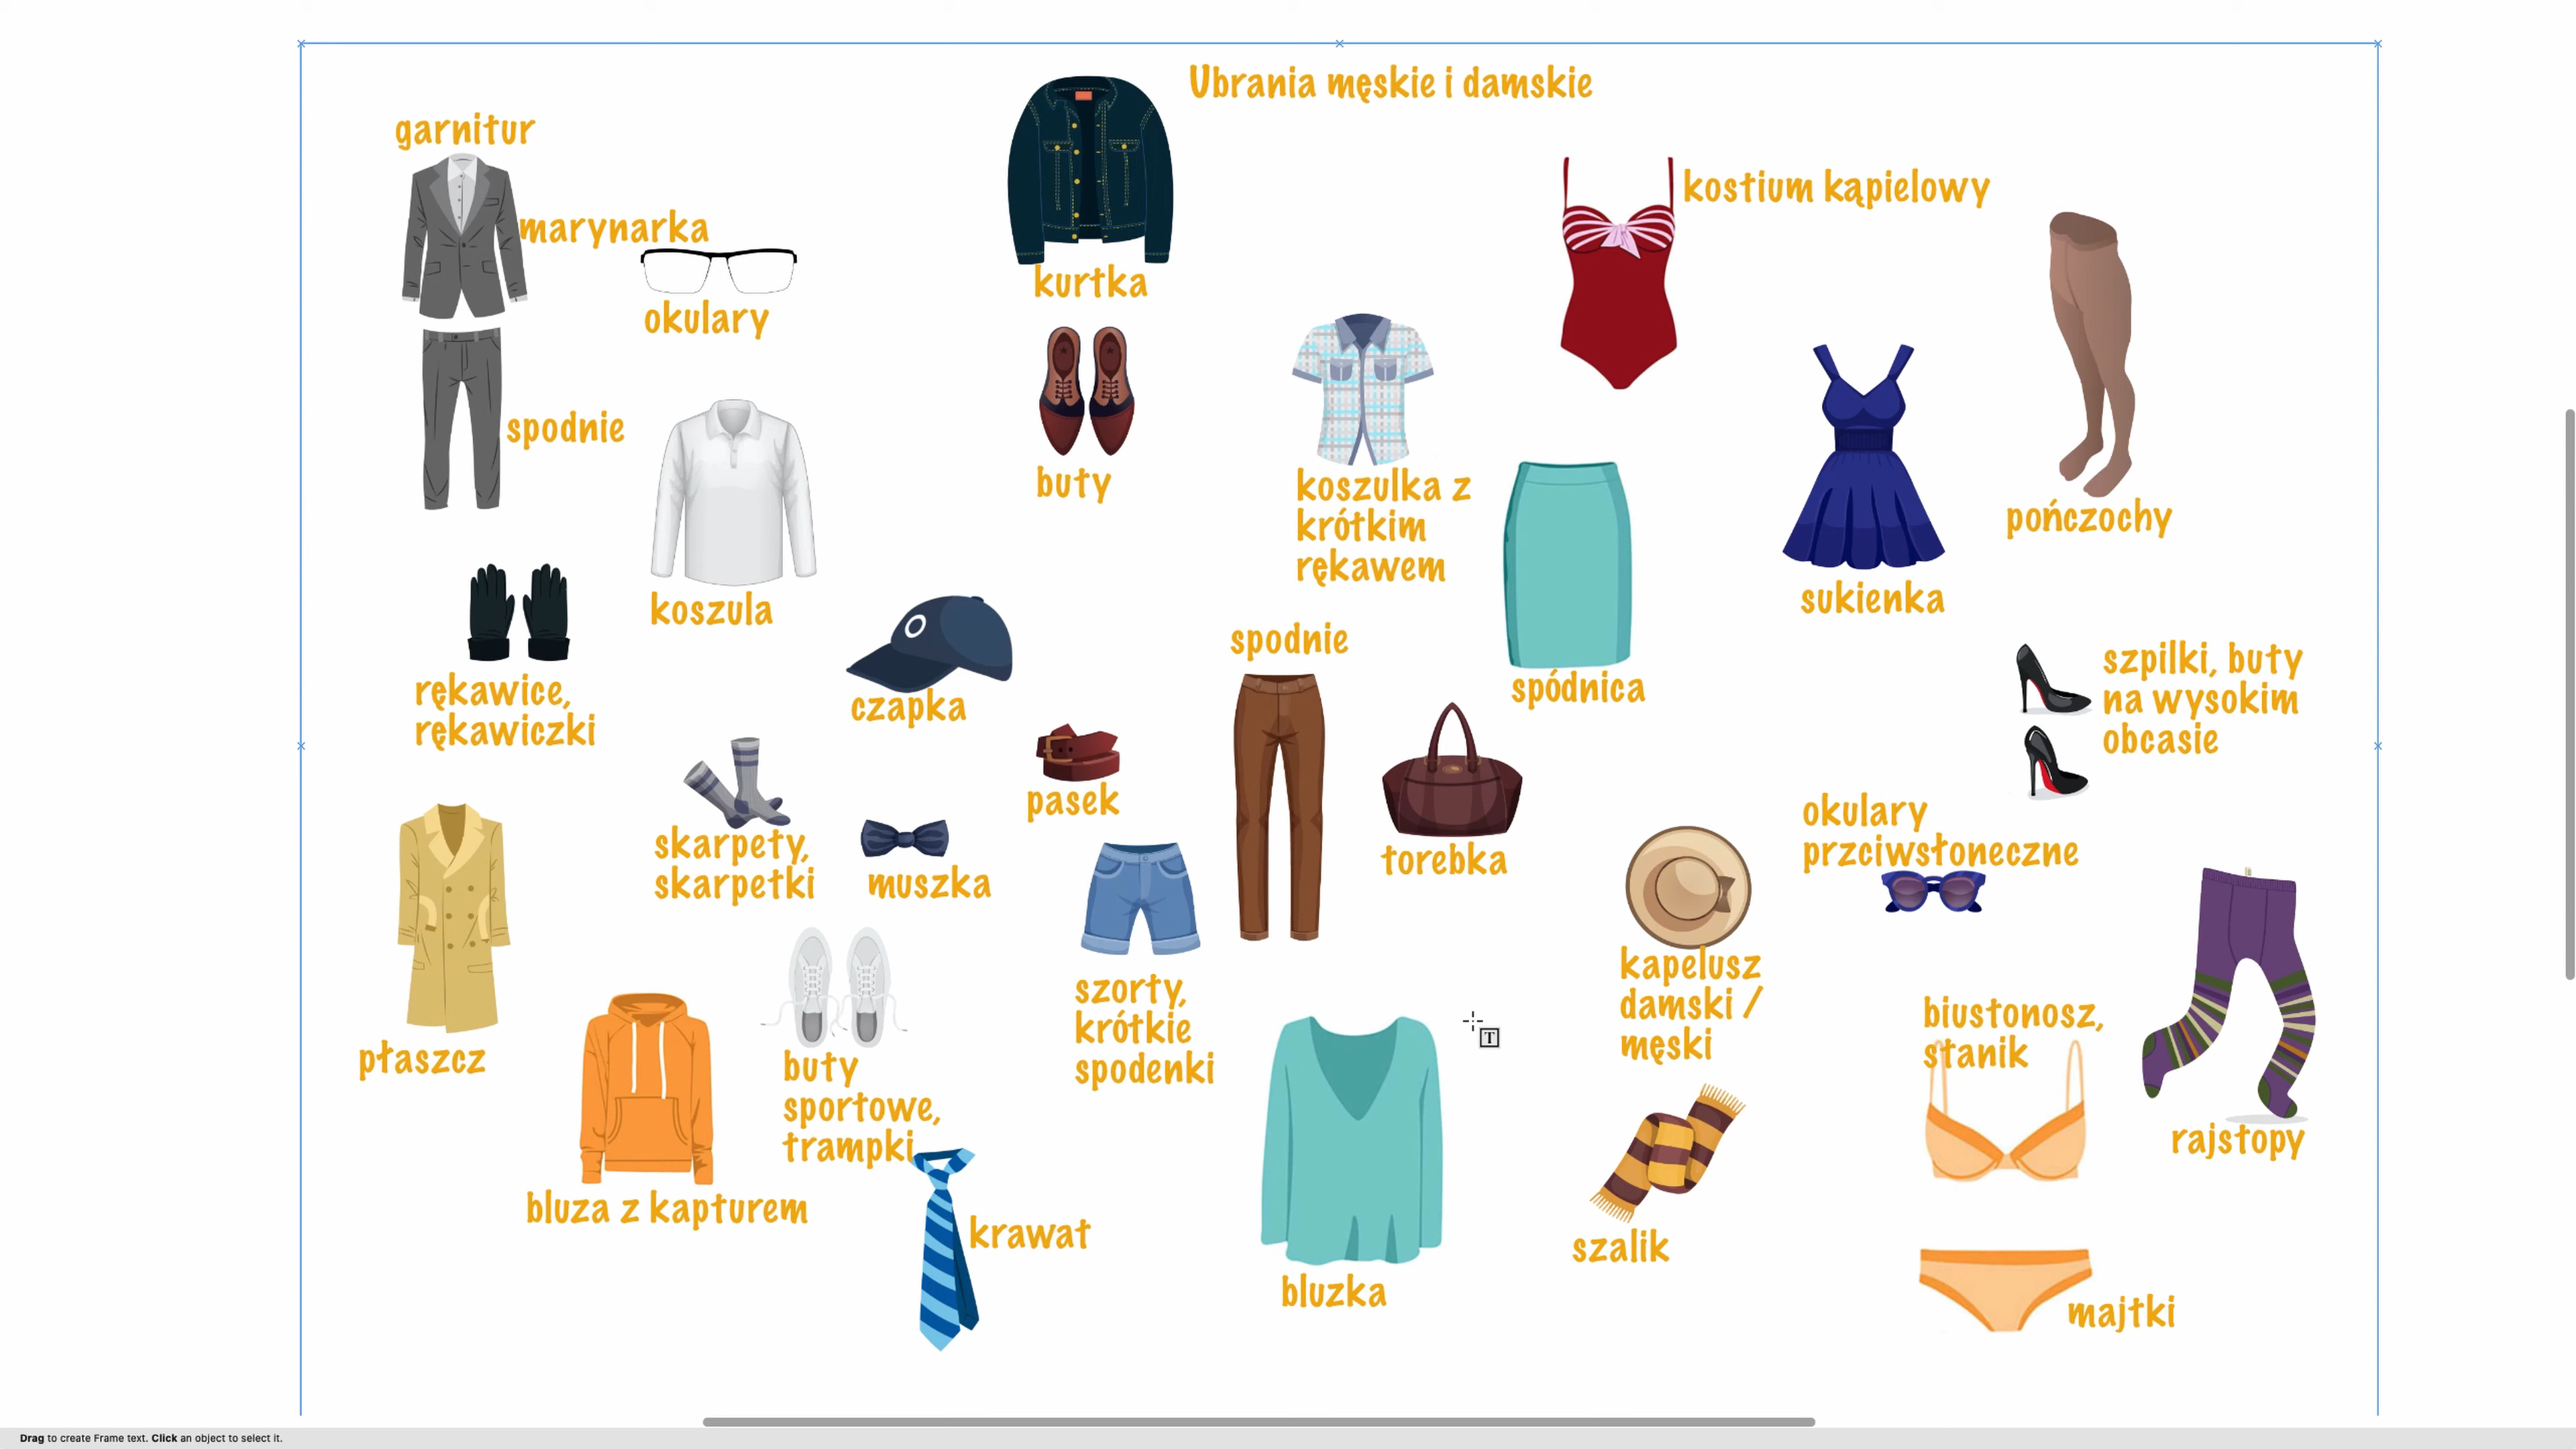 Ubrania męskie i damskie
garnitur
marynarka
okulary
kurtka
kostium kąpielowy
spodnie
koszula
buty
koszulka z
krótkim
rękawem
spódnica
sukienka
pończochy
rękawice,
rękawiczki
czapka
spodnie
szpilki, buty
na wysokim
obcasie
skarpety,
skarpetki
muszka
pasek
torebka
okulary
przciwsłoneczne
płaszcz
bluza z kapturem
buty
sportowe,
trampki
szorty,
krótkie
spodenki
kapelusz
damski /
męski
biustonosz,
stanik
rajstopy
krawat
bluzka
szalik
majtki
T
Drag to create Frame text. Click an object to select it.